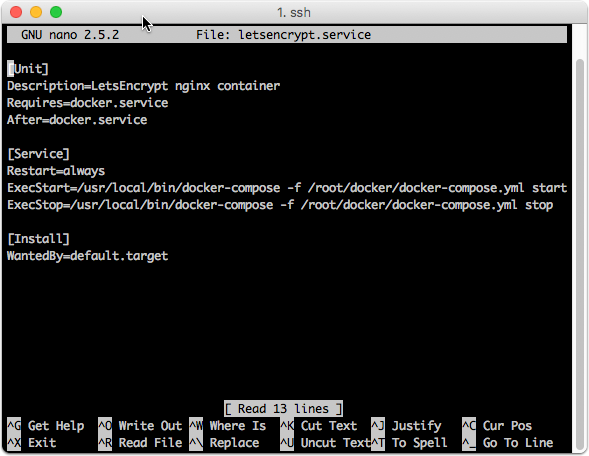 1. ssh
GNU nano 2.5.2 File: letsencrypt.service
[Unit]
Description=LetsEncrypt nginx container
Requires=docker.service
After=docker.service
[Service]
Restart=always
ExecStart=/usr/local/bin/docker-compose -f /root/docker/docker-compose.yml start
ExecStop=/usr/local/bin/docker-compose -f /root/docker/docker-compose.yml stop
[Install]
WantedBy=default.target
[ Read 13 lines ]
^G Get Help ^O Write Out ^W Where Is ^K Cut Text ^J Justify ^C Cur Pos
^X Exit ^R Read File ^\ Replace ^U Uncut Text ^T To Spell ^_ Go To Line